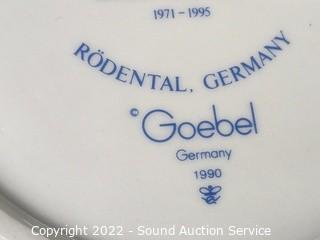 1971-1995
RÖDENTAL, GERMANY
© Goebel
Germany
1990
Copyright 2022 - Sound Auction Service